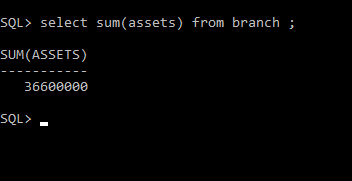 SQL> select sum(assets) from branch ;
SUM(ASSETS)
-----------
36600000
SQL>